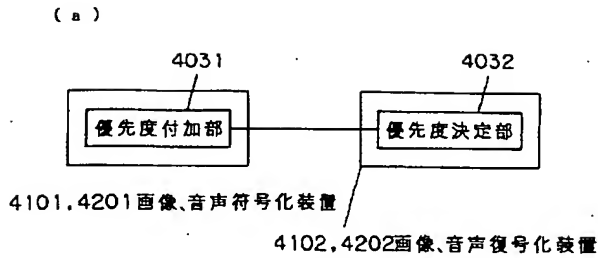 (a)
4031
4032
優先度付加部
優先度決定部
4101,4201画像、音声符号化装置
4102,4202画像、音声復号化装置